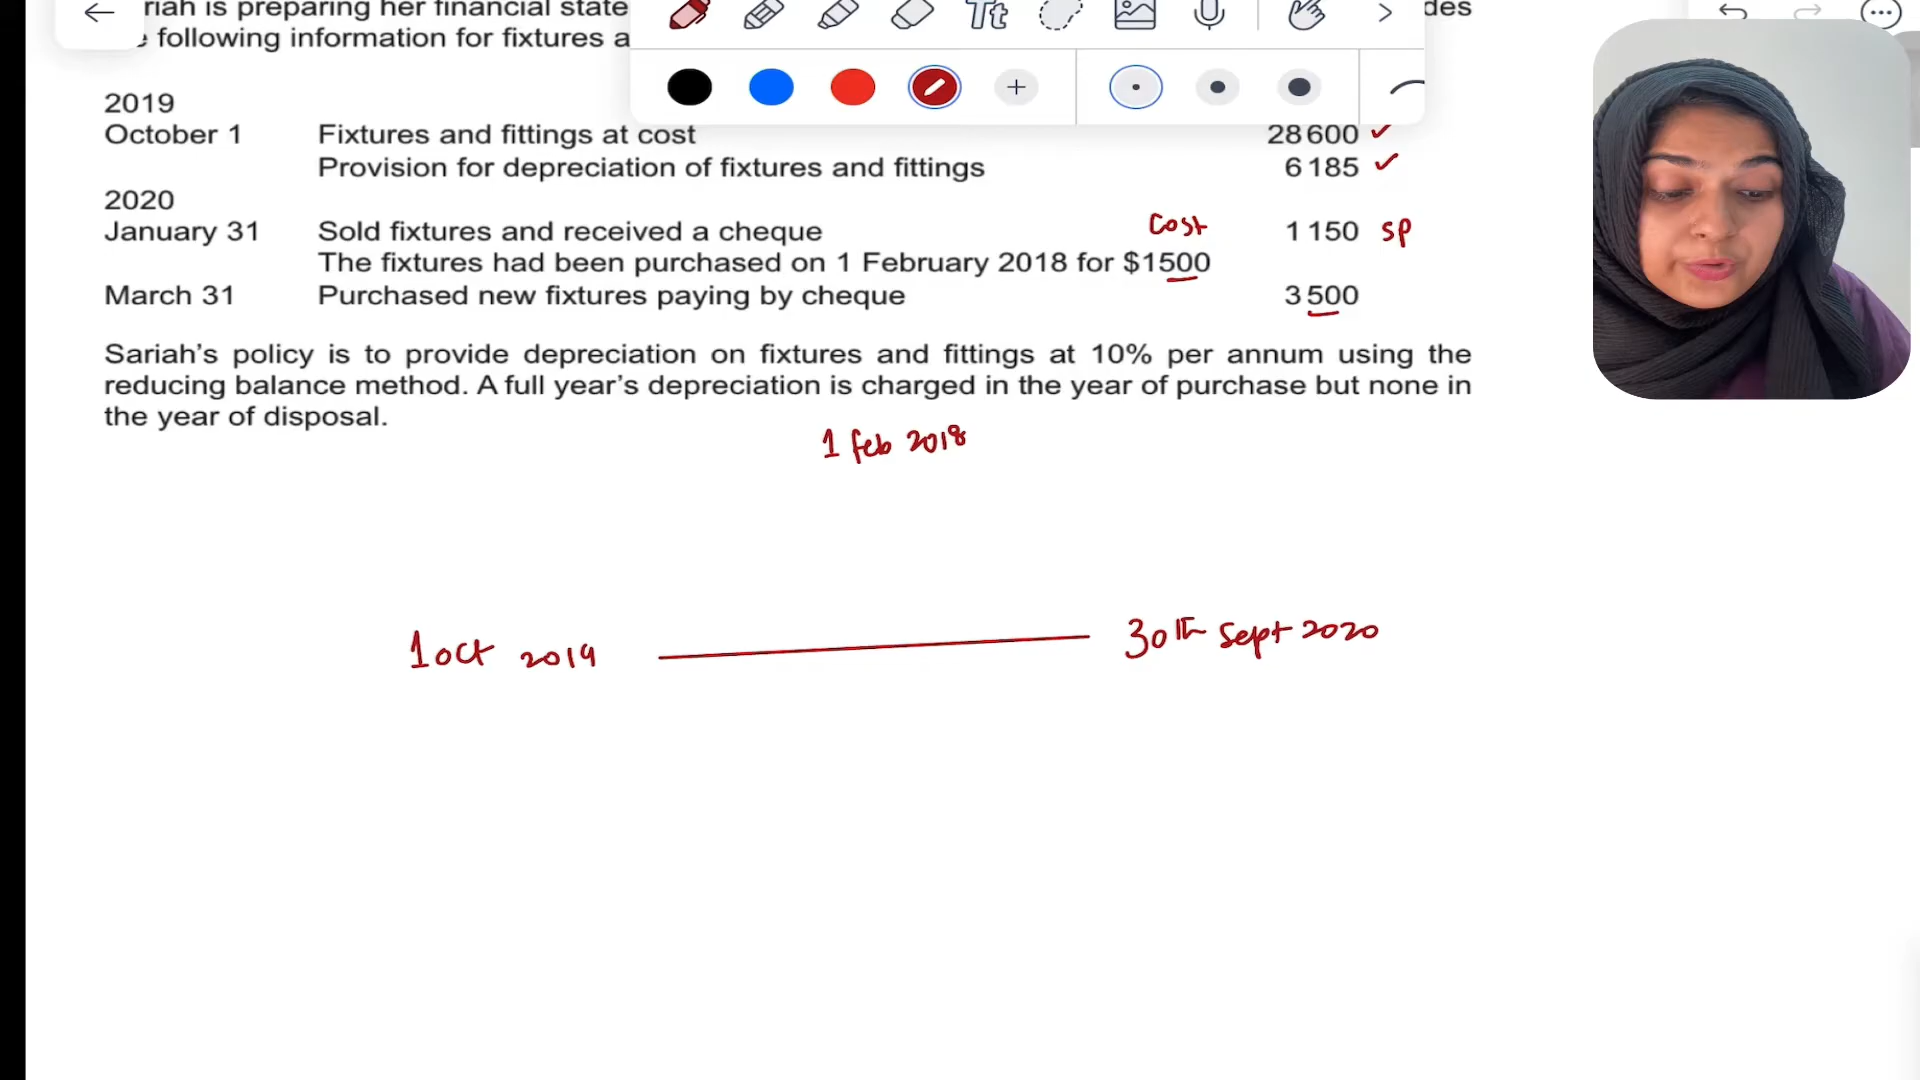 riah is preparing her financial state
des
following information for fixtures a
Tt
2019
October 1 Fixtures and fittings at cost 28 600 ✓
Provision for depreciation of fixtures and fittings 6 185 ✓
2020
January 31 Sold fixtures and received a cheque Cost 1 150 SP
The fixtures had been purchased on 1 February 2018 for $1500
March 31 Purchased new fixtures paying by cheque 3 500
Sariah's policy is to provide depreciation on fixtures and fittings at 10% per annum using the
reducing balance method. A full year's depreciation is charged in the year of purchase but none in
the year of disposal.
1 feb 2018
1 oct 2019 30th Sept 2020